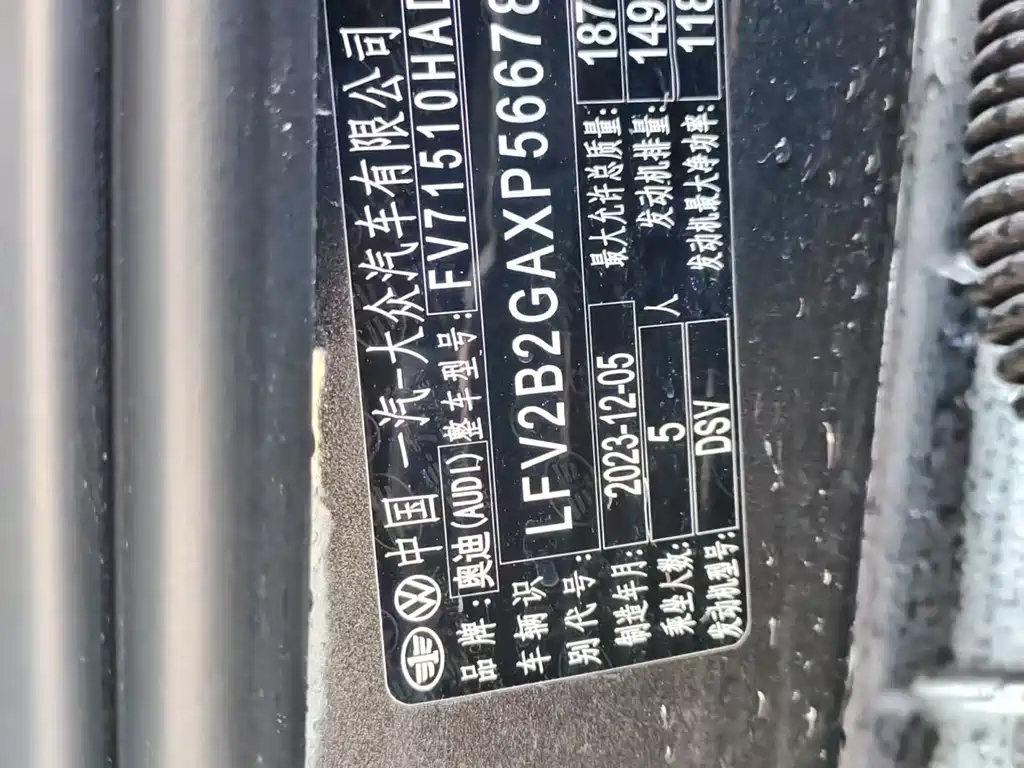 中国 一汽-大众汽车有限公司
品牌:奥迪(AUDI) 整车型号:FV71510HAD
车辆识别代号: LFV2B2GAXP56678
制造年月: 2023-12-05 最大允许总质量: 187
乘坐人数: 5 人 发动机排量: 149
发动机型号: DSV 发动机最大净功率: 118